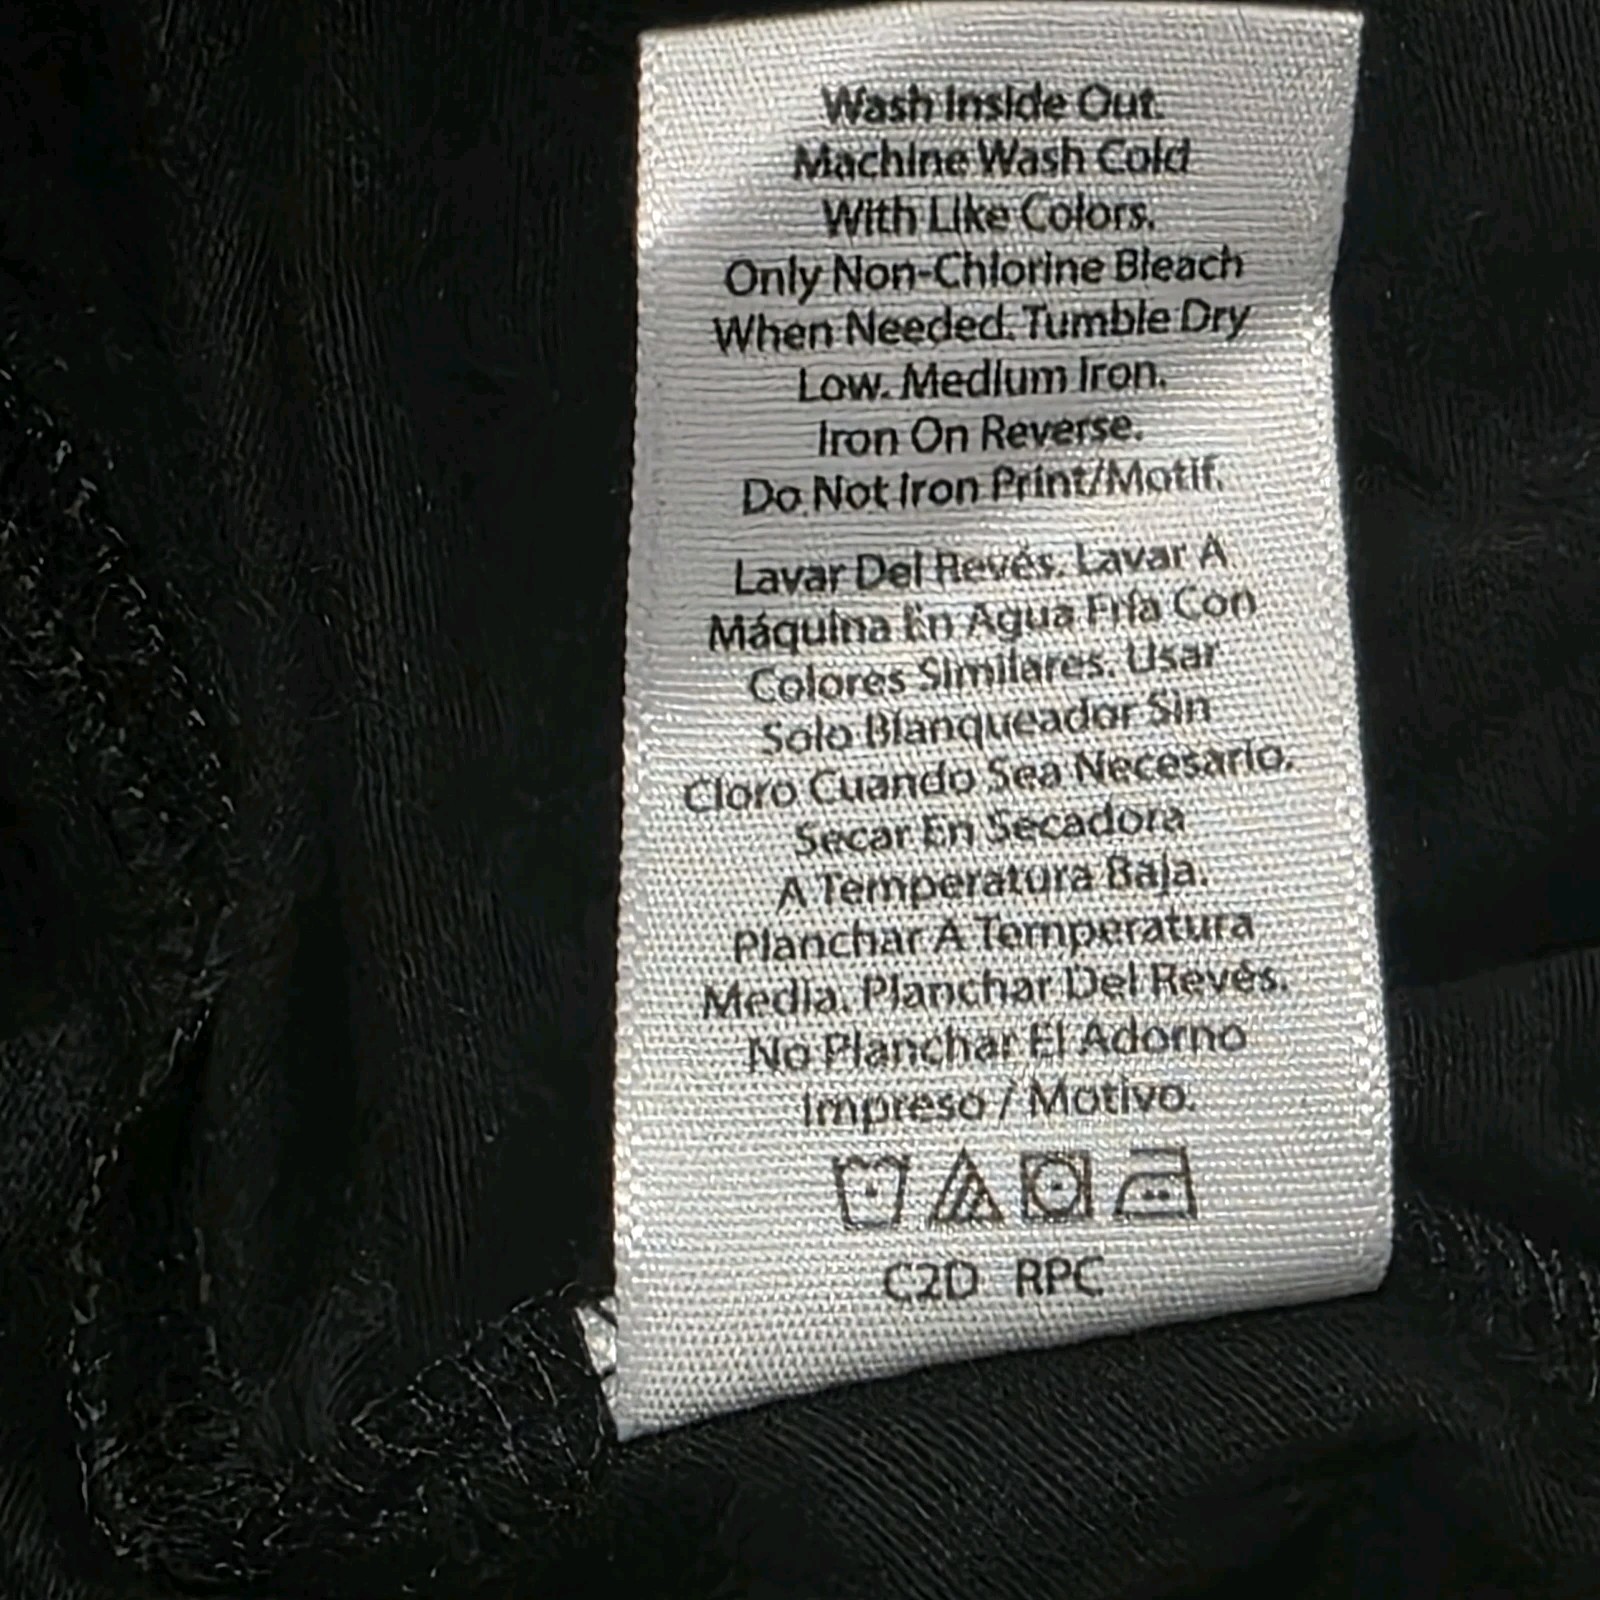 Wash Inside Out.
Machine Wash Cold
With Like Colors.
Only Non-Chlorine Bleach
When Needed. Tumble Dry
Low. Medium Iron.
Iron On Reverse.
Do Not Iron Print/Motif.
Lavar Del Revés. Lavar A
Máquina En Agua Fría Con
Colores Similares. Usar
Solo Blanqueador Sin
Cloro Cuando Sea Necesario.
Secar En Secadora
A Temperatura Baja.
Planchar A Temperatura
Media. Planchar Del Revés.
No Planchar El Adorno
Impreso / Motivo.
C2D RPC